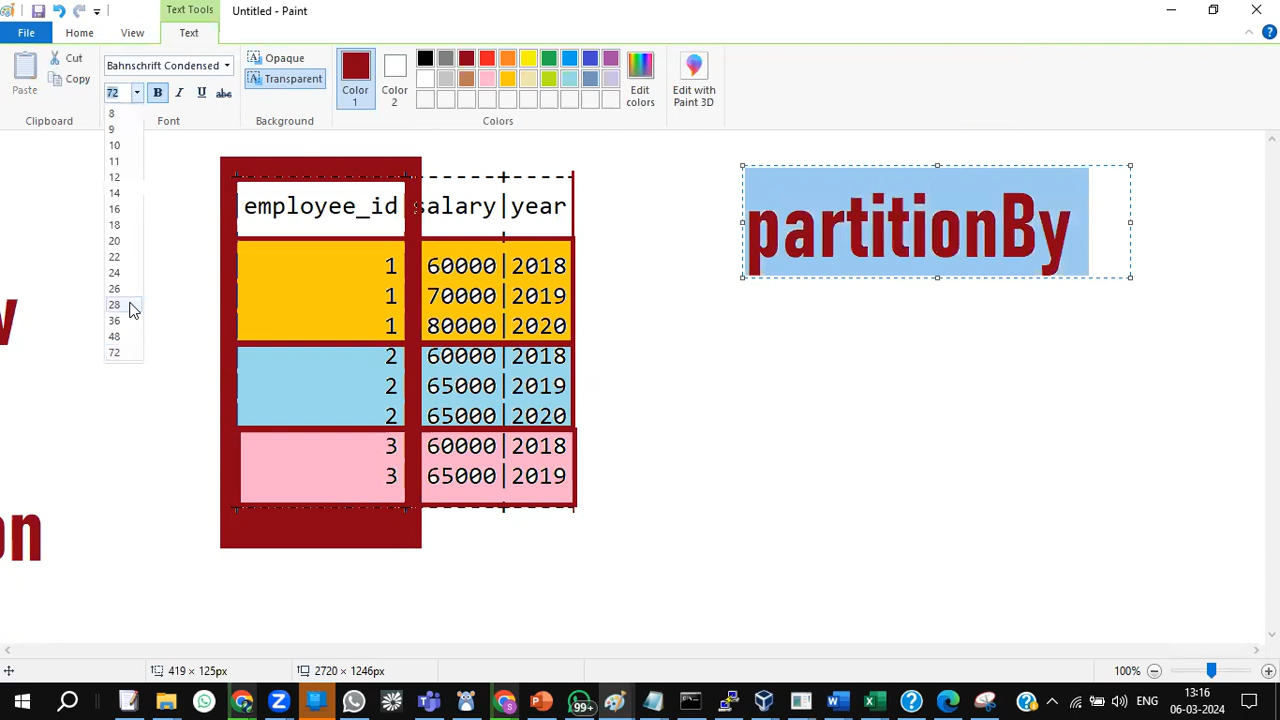 Text Tools
Untitled - Paint
File
Home
View
Text
Paste
Cut
Copy
Clipboard
Bahnschrift Condensed
72
B
I
U
abc
Font
8
9
10
11
12
14
16
18
20
22
24
26
28
36
48
72
Opaque
Transparent
Background
Color
1
Color
2
Edit
colors
Edit with
Paint 3D
Colors
employee_id|salary|year
1 60000|2018
1 70000|2019
1 80000|2020
2 60000|2018
2 65000|2019
2 65000|2020
3 60000|2018
3 65000|2019
partitionBy
y
on
419 × 125px
2720 × 1246px
100%
99+
ENG
13:16
06-03-2024